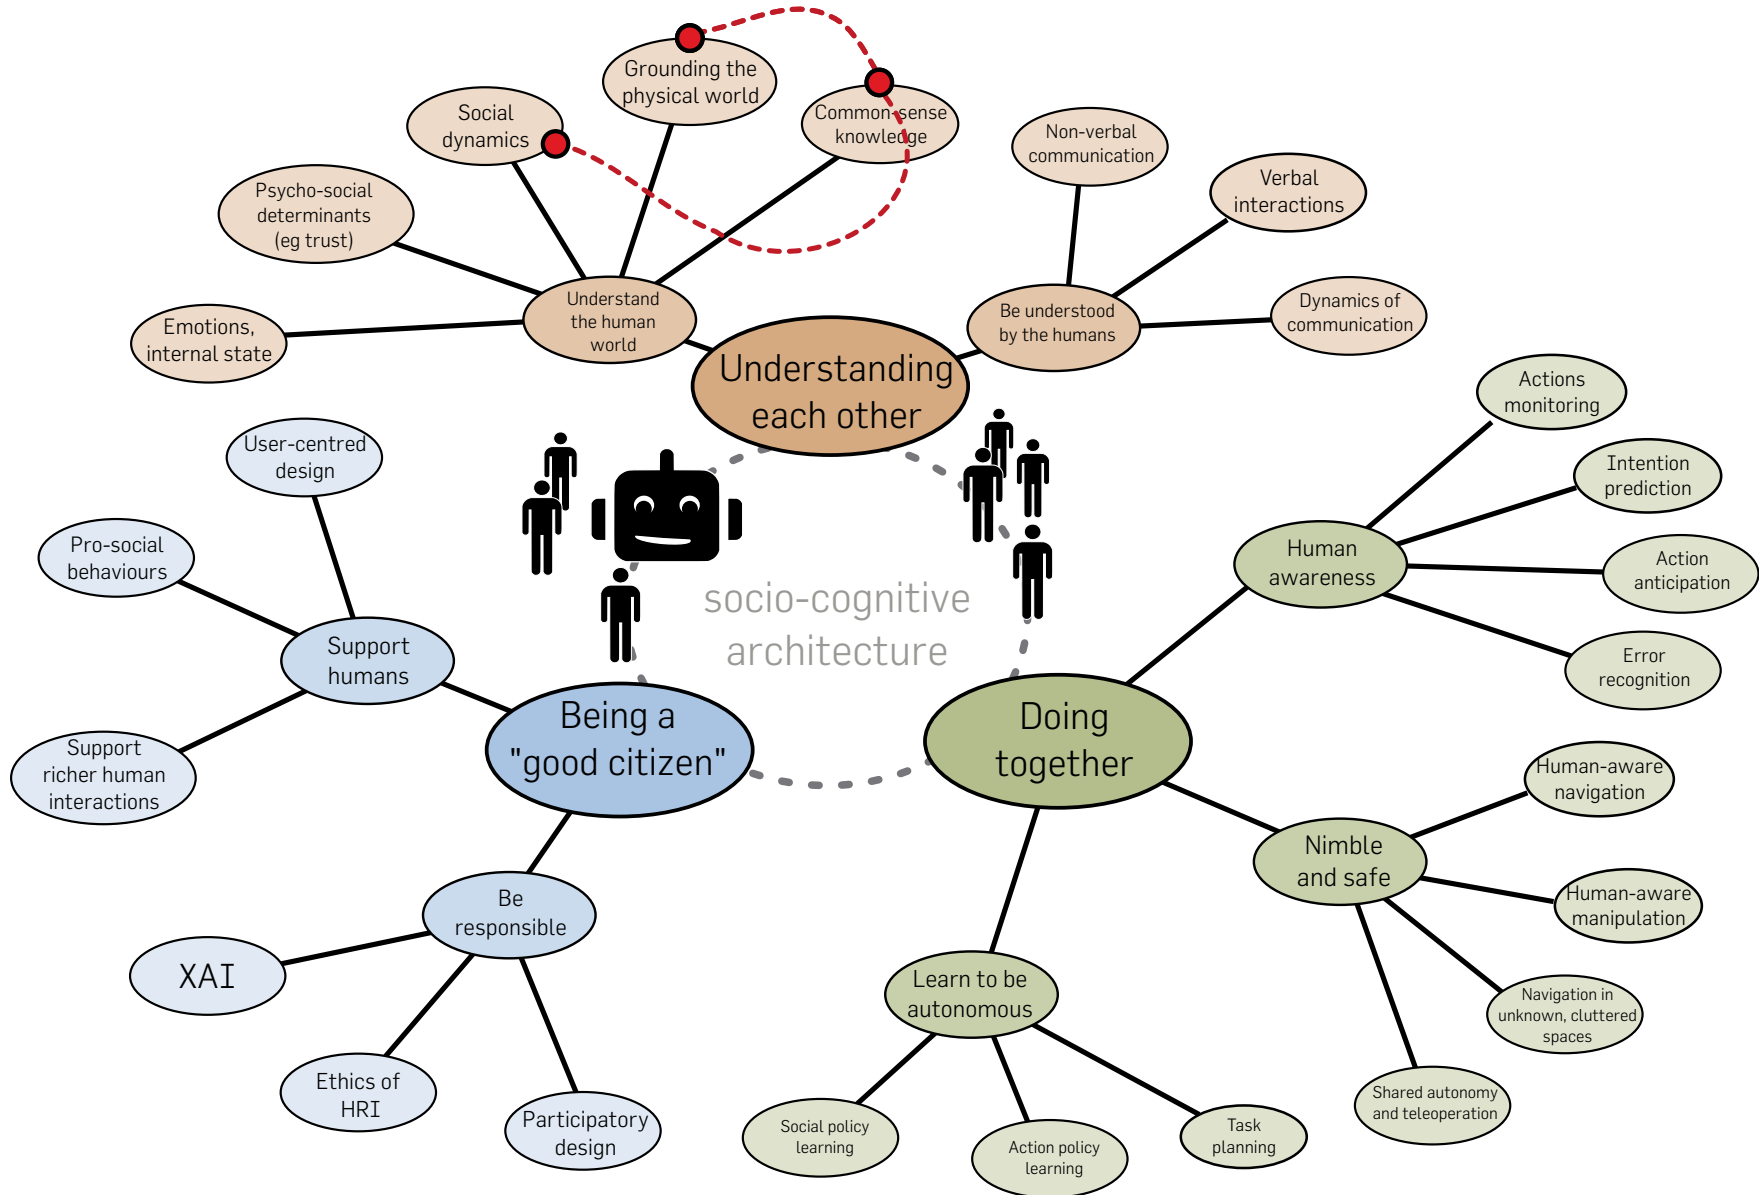 Grounding the
physical world
Social
dynamics
Common-sense
knowledge
Non-verbal
communication
Verbal
interactions
Psycho-social
determinants
(eg trust)
Emotions,
internal state
Understand
the human
world
Be understood
by the humans
Dynamics of
communication
Understanding
each other
Actions
monitoring
Intention
prediction
Human
awareness
Action
anticipation
Error
recognition
User-centred
design
Pro-social
behaviours
Support
humans
Support
richer human
interactions
socio-cognitive
architecture
Being a
"good citizen"
Doing
together
Human-aware
navigation
Nimble
and safe
Human-aware
manipulation
Navigation in
unknown, cluttered
spaces
Shared autonomy
and teleoperation
Be
responsible
XAI
Ethics of
HRI
Participatory
design
Learn to be
autonomous
Social policy
learning
Action policy
learning
Task
planning